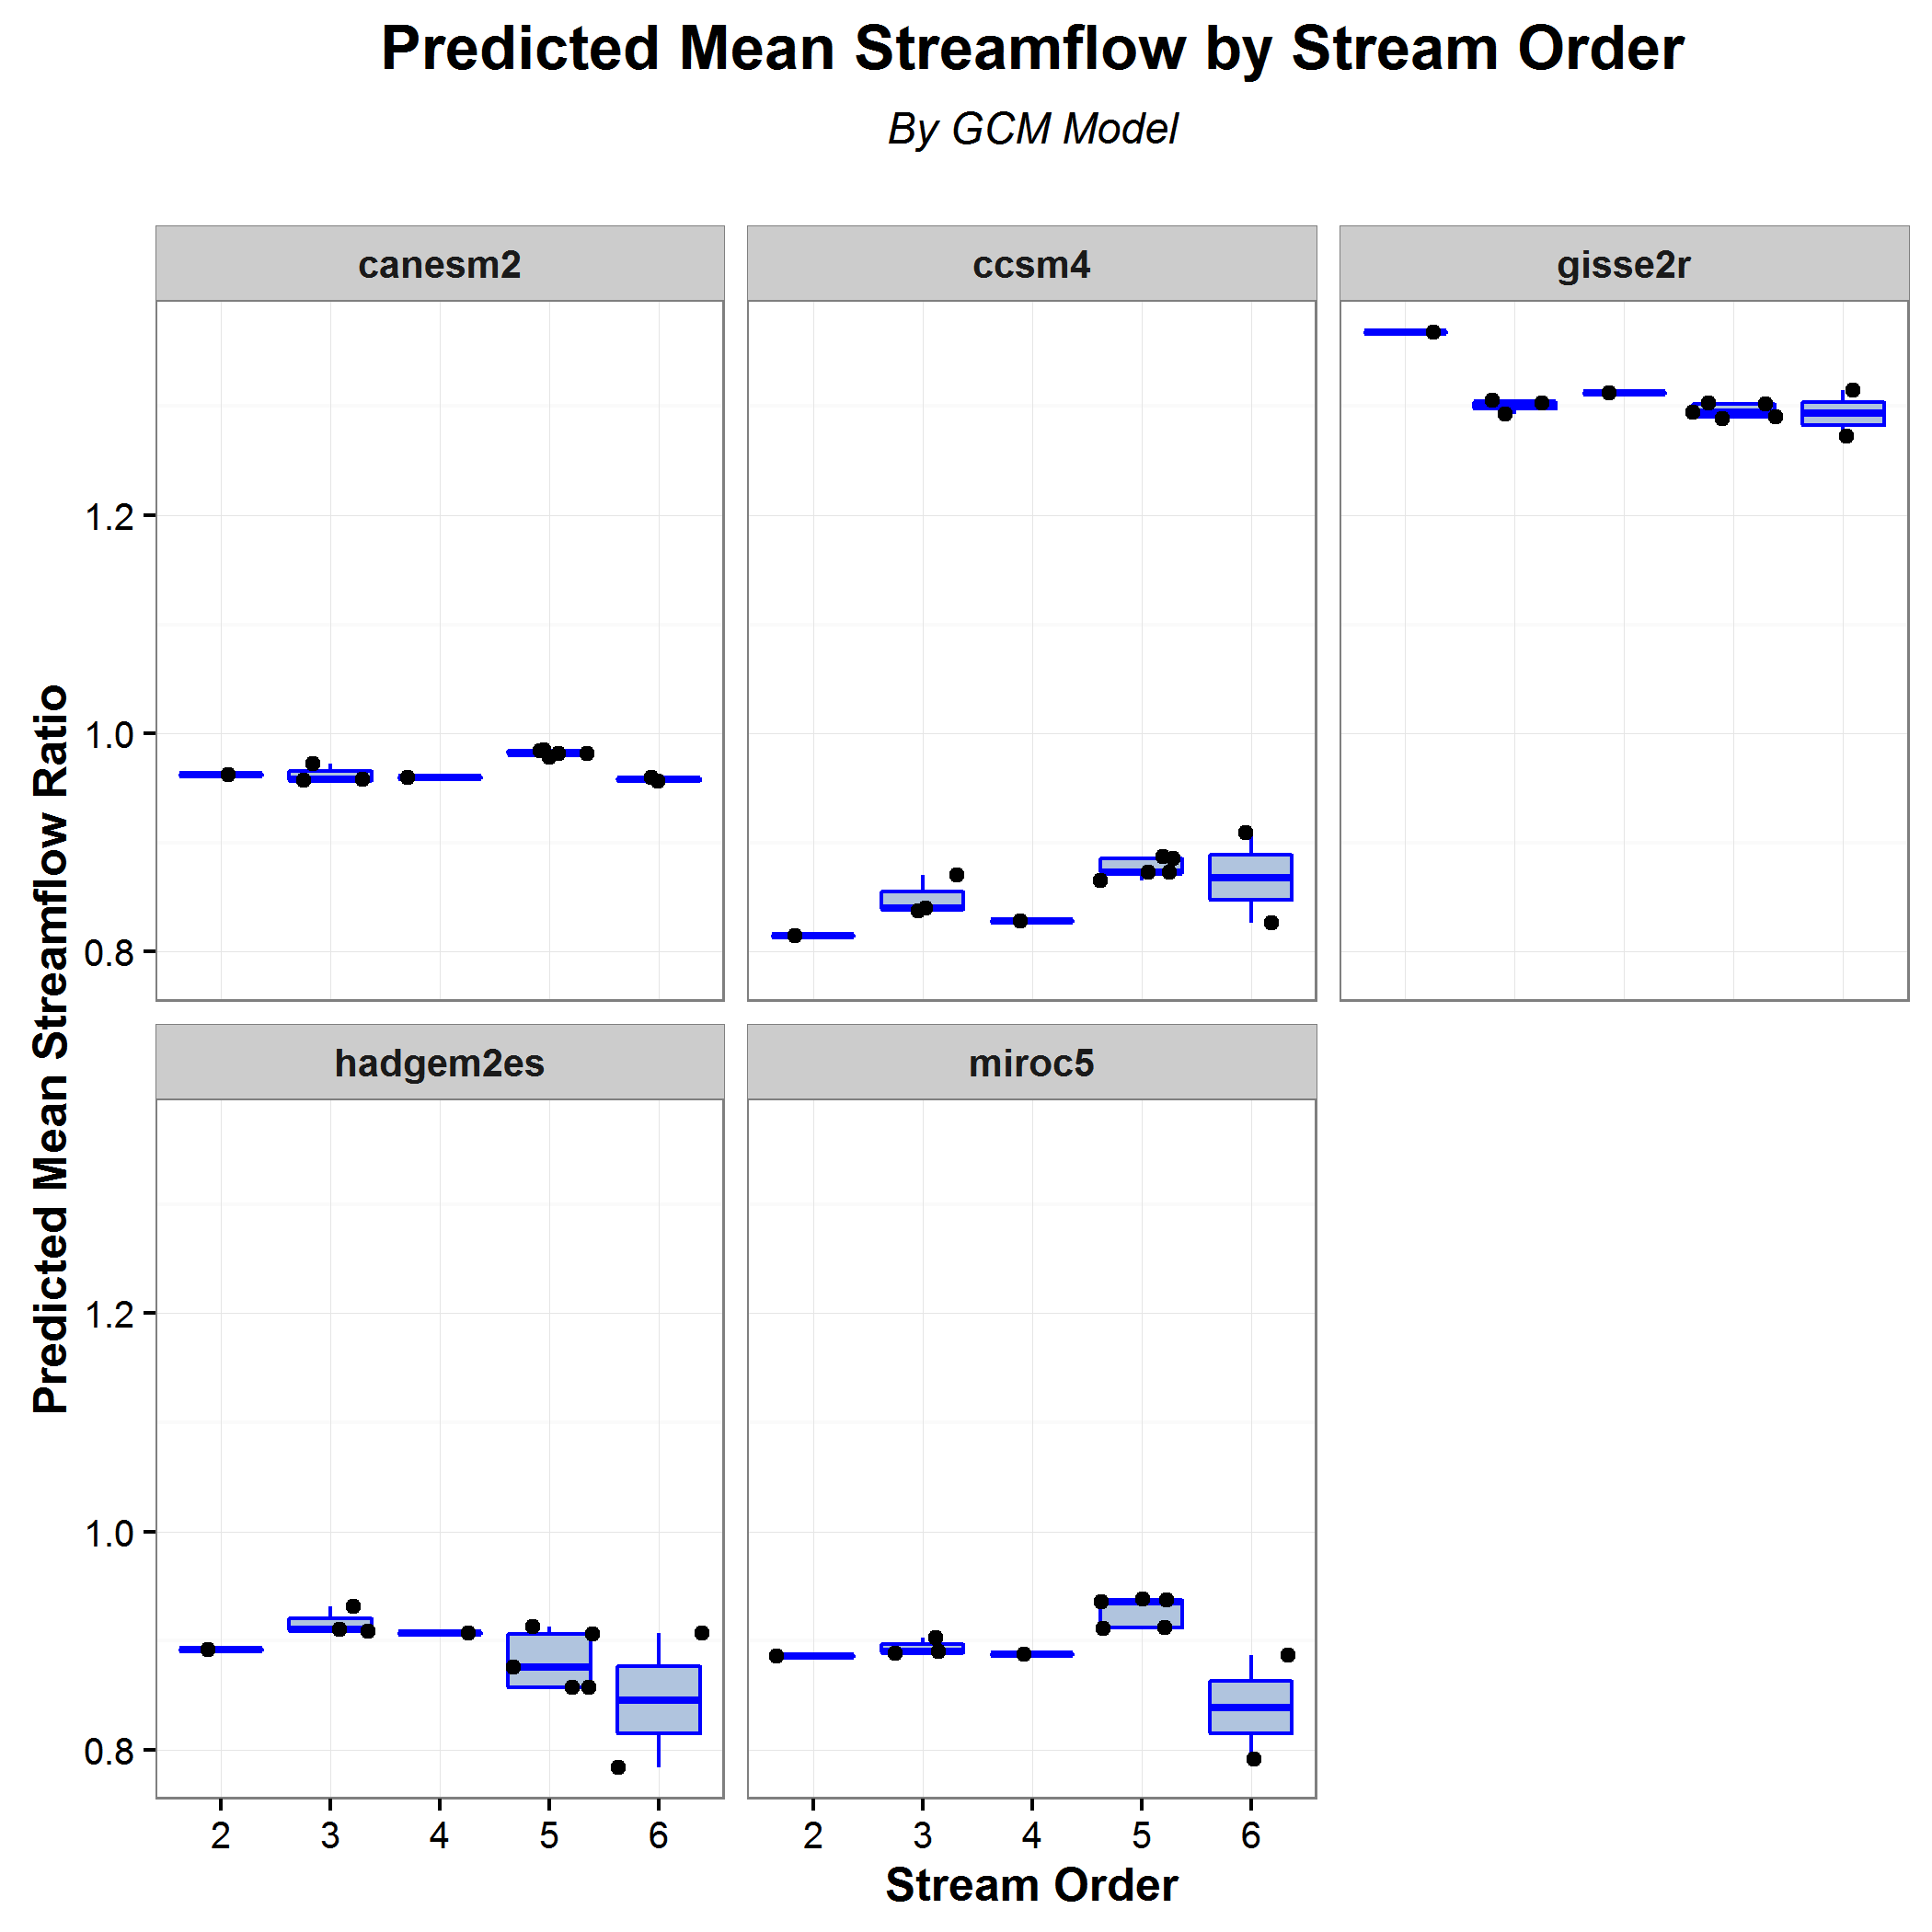 Predicted Mean Streamflow by Stream Order
By GCM Model
canesm2
ccsm4
gisse2r
1.2
1.0
0.8
hadgem2es
miroc5
1.2
1.0
0.8
2 3 4 5 6
2 3 4 5 6
Stream Order
Predicted Mean Streamflow Ratio